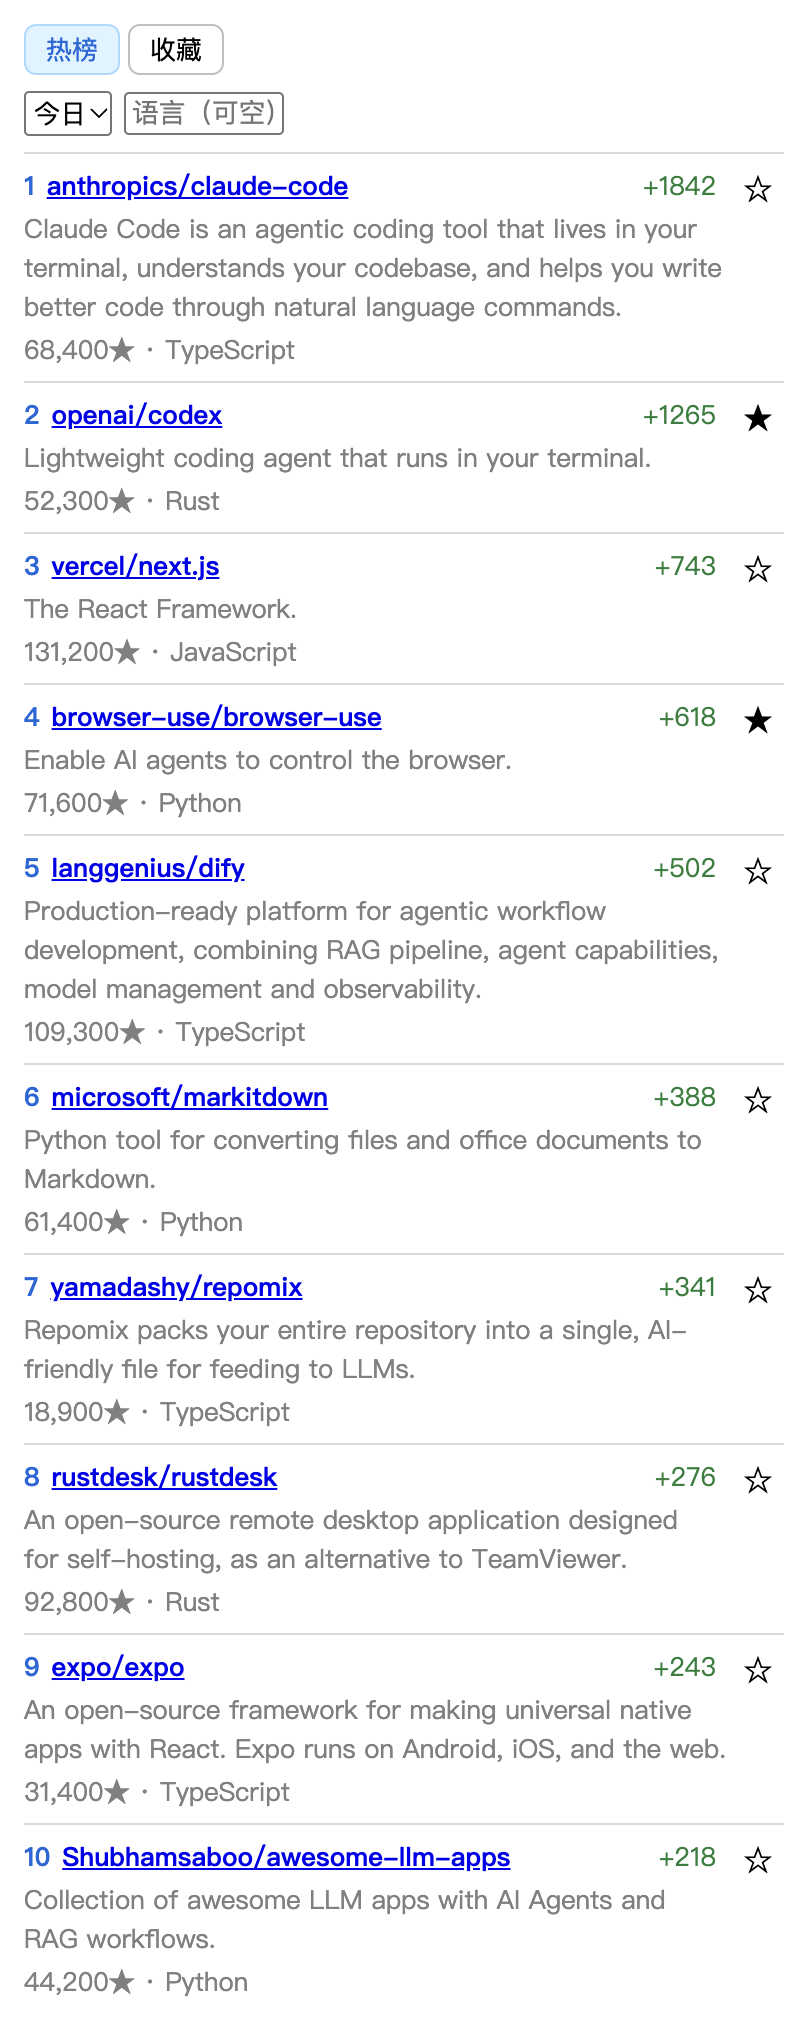 热榜 收藏
今日 语言（可空）
1 anthropics/claude-code +1842 ☆
Claude Code is an agentic coding tool that lives in your
terminal, understands your codebase, and helps you write
better code through natural language commands.
68,400★ · TypeScript
2 openai/codex +1265 ★
Lightweight coding agent that runs in your terminal.
52,300★ · Rust
3 vercel/next.js +743 ☆
The React Framework.
131,200★ · JavaScript
4 browser-use/browser-use +618 ★
Enable AI agents to control the browser.
71,600★ · Python
5 langgenius/dify +502 ☆
Production-ready platform for agentic workflow
development, combining RAG pipeline, agent capabilities,
model management and observability.
109,300★ · TypeScript
6 microsoft/markitdown +388 ☆
Python tool for converting files and office documents to
Markdown.
61,400★ · Python
7 yamadashy/repomix +341 ☆
Repomix packs your entire repository into a single, AI-
friendly file for feeding to LLMs.
18,900★ · TypeScript
8 rustdesk/rustdesk +276 ☆
An open-source remote desktop application designed
for self-hosting, as an alternative to TeamViewer.
92,800★ · Rust
9 expo/expo +243 ☆
An open-source framework for making universal native
apps with React. Expo runs on Android, iOS, and the web.
31,400★ · TypeScript
10 Shubhamsaboo/awesome-llm-apps +218 ☆
Collection of awesome LLM apps with AI Agents and
RAG workflows.
44,200★ · Python